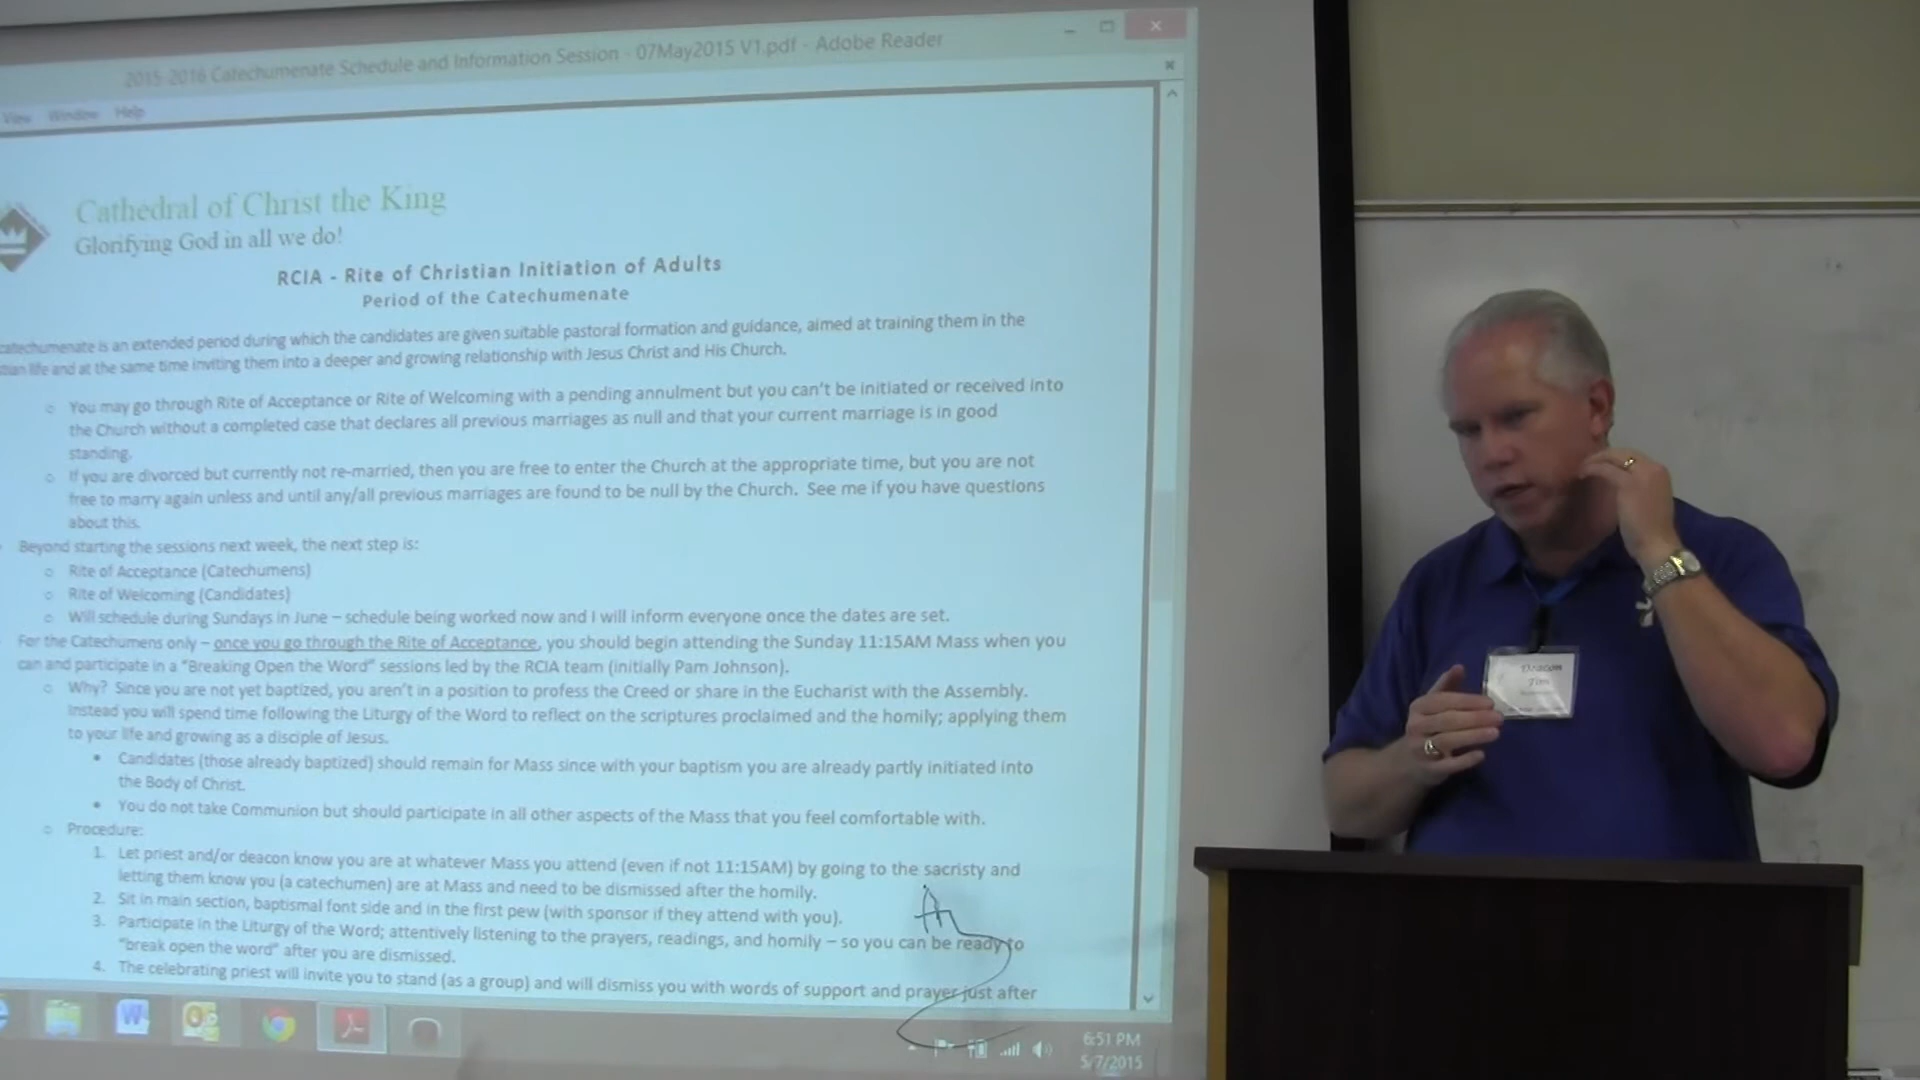 2015-2016 Catechumenate Schedule and Information Session - 07May2015 V1.pdf - Adobe Reader
View Window Help
Cathedral of Christ the King
Glorifying God in all we do!
RCIA - Rite of Christian Initiation of Adults
Period of the Catechumenate
catechumenate is an extended period during which the candidates are given suitable pastoral formation and guidance, aimed at training them in the
tian life and at the same time inviting them into a deeper and growing relationship with Jesus Christ and His Church.
o You may go through Rite of Acceptance or Rite of Welcoming with a pending annulment but you can't be initiated or received into
the Church without a completed case that declares all previous marriages as null and that your current marriage is in good
standing.
o If you are divorced but currently not re-married, then you are free to enter the Church at the appropriate time, but you are not
free to marry again unless and until any/all previous marriages are found to be null by the Church. See me if you have questions
about this.
Beyond starting the sessions next week, the next step is:
o Rite of Acceptance (Catechumens)
o Rite of Welcoming (Candidates)
o Will schedule during Sundays in June – schedule being worked now and I will inform everyone once the dates are set.
For the Catechumens only – once you go through the Rite of Acceptance, you should begin attending the Sunday 11:15AM Mass when you
can and participate in a "Breaking Open the Word" sessions led by the RCIA team (initially Pam Johnson).
o Why? Since you are not yet baptized, you aren't in a position to profess the Creed or share in the Eucharist with the Assembly.
Instead you will spend time following the Liturgy of the Word to reflect on the scriptures proclaimed and the homily; applying them
to your life and growing as a disciple of Jesus.
• Candidates (those already baptized) should remain for Mass since with your baptism you are already partly initiated into
the Body of Christ.
• You do not take Communion but should participate in all other aspects of the Mass that you feel comfortable with.
o Procedure:
1. Let priest and/or deacon know you are at whatever Mass you attend (even if not 11:15AM) by going to the sacristy and
letting them know you (a catechumen) are at Mass and need to be dismissed after the homily.
2. Sit in main section, baptismal font side and in the first pew (with sponsor if they attend with you).
3. Participate in the Liturgy of the Word; attentively listening to the prayers, readings, and homily – so you can be ready to
"break open the word" after you are dismissed.
4. The celebrating priest will invite you to stand (as a group) and will dismiss you with words of support and prayer just after
6:51 PM
5/7/2015
Deacon
Tim